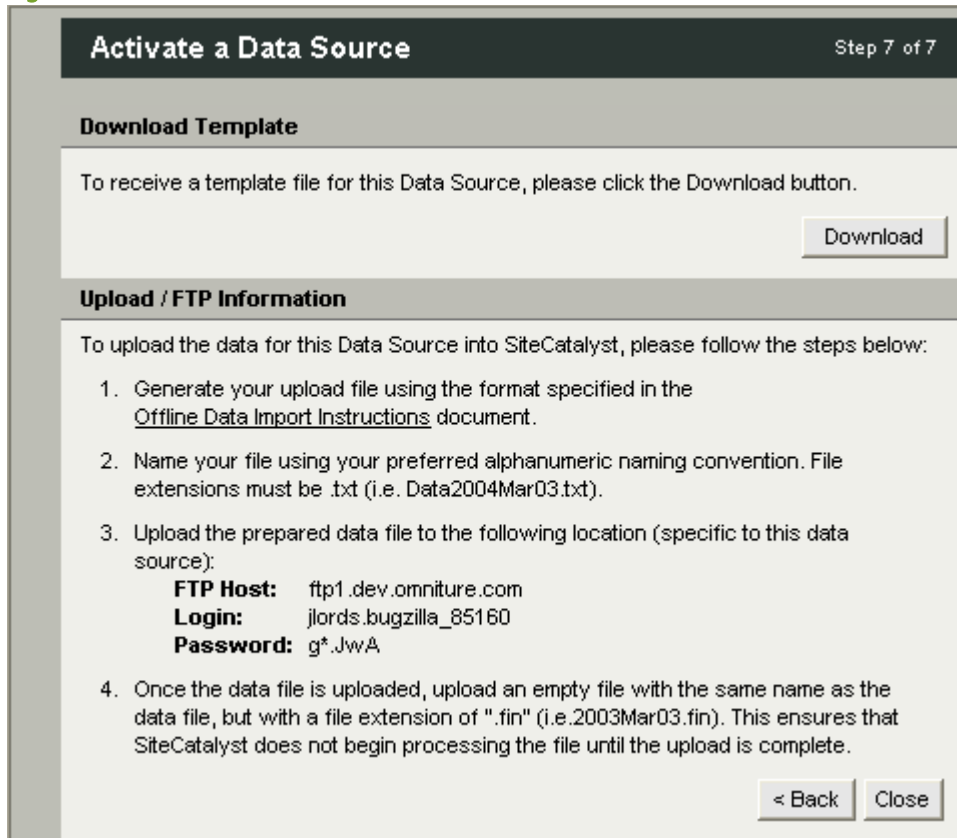 Activate a Data Source
Step 7 of 7
Download Template
To receive a template file for this Data Source, please click the Download button.
Download
Upload / FTP Information
To upload the data for this Data Source into SiteCatalyst, please follow the steps below:
1. Generate your upload file using the format specified in the
Offline Data Import Instructions document.
2. Name your file using your preferred alphanumeric naming convention. File
extensions must be .txt (i.e. Data2004Mar03.txt).
3. Upload the prepared data file to the following location (specific to this data
source):
FTP Host: ftp1.dev.omniture.com
Login: jlords.bugzilla_85160
Password: g*.JwA
4. Once the data file is uploaded, upload an empty file with the same name as the
data file, but with a file extension of ".fin" (i.e.2003Mar03.fin). This ensures that
SiteCatalyst does not begin processing the file until the upload is complete.
< Back
Close